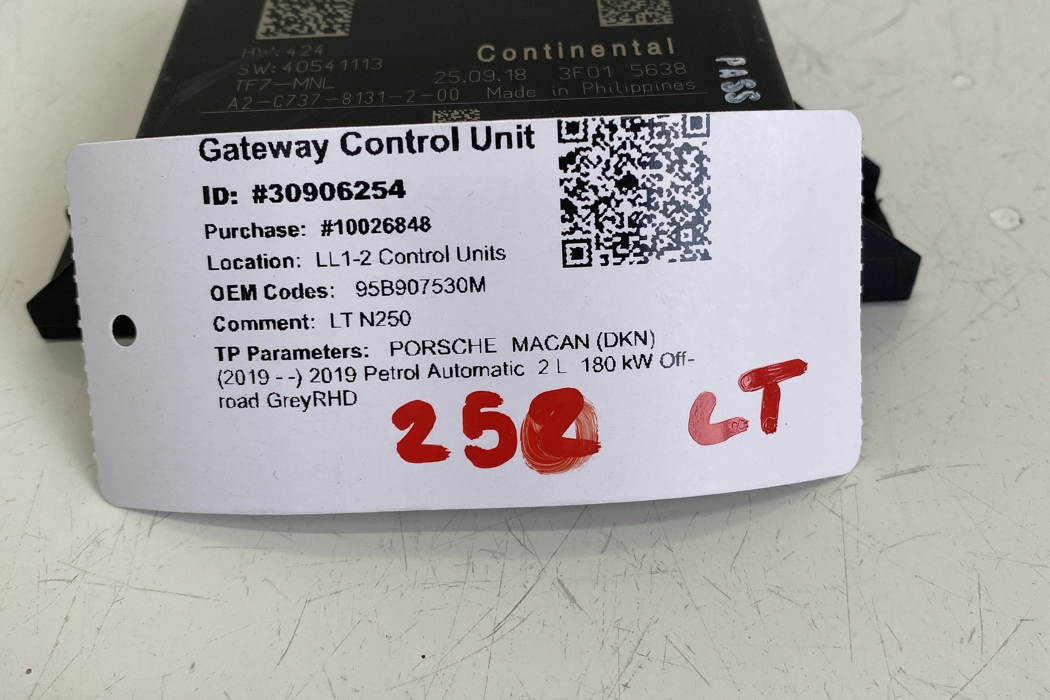 HW:424
SW:40541113
TF7-MNL
A2-C737-8131-2-00
Continental
25.09.18 3F01 5638
Made in Philippines
PASS
Gateway Control Unit
ID: #30906254
Purchase: #10026848
Location: LL1-2 Control Units
OEM Codes: 95B907530M
Comment: LT N250
TP Parameters: PORSCHE MACAN (DKN)
(2019 - -) 2019 Petrol Automatic 2 L 180 kW Off-
road GreyRHD
252 LT